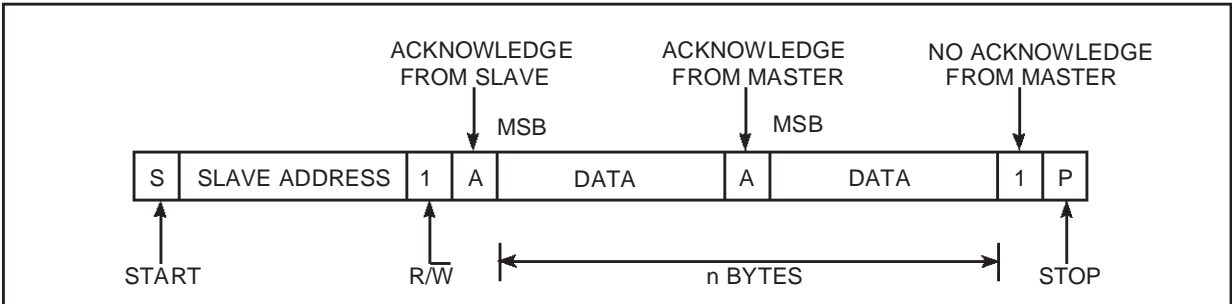 ACKNOWLEDGE
FROM SLAVE
ACKNOWLEDGE
FROM MASTER
NO ACKNOWLEDGE
FROM MASTER
MSB
MSB
S SLAVE ADDRESS 1 A DATA A DATA 1 P
START
R/W̅
n BYTES
STOP